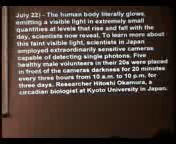 July 22) - The human body literally glows,
emitting a visible light in extremely small
quantities at levels that rise and fall with the
day, scientists now reveal. To learn more about
this faint visible light, scientists in Japan
employed extraordinarily sensitive cameras
capable of detecting single photons. Five
healthy male volunteers in their 20s were placed
in front of the cameras darkness for 20 minutes
every three hours from 10 a.m. to 10 p.m. for
three days. Researcher Hitoshi Okamura, a
circadian biologist at Kyoto University in Japan.